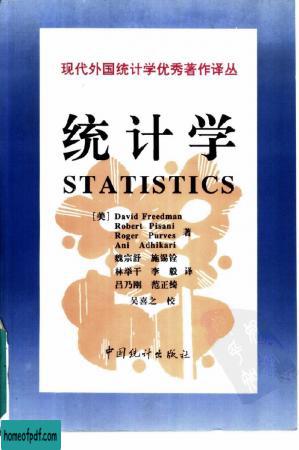 现代外国统计学优秀著作译丛
统计学
STATISTICS
[美] David Freedman
Robert Pisani
Roger Purves 著
Ani Adhikari
魏宗舒 施锡铨
林举干 李毅 译
吕乃刚 范正绮
吴喜之 校
中国统计出版社
homeofpdf.com
homeofpdf.com